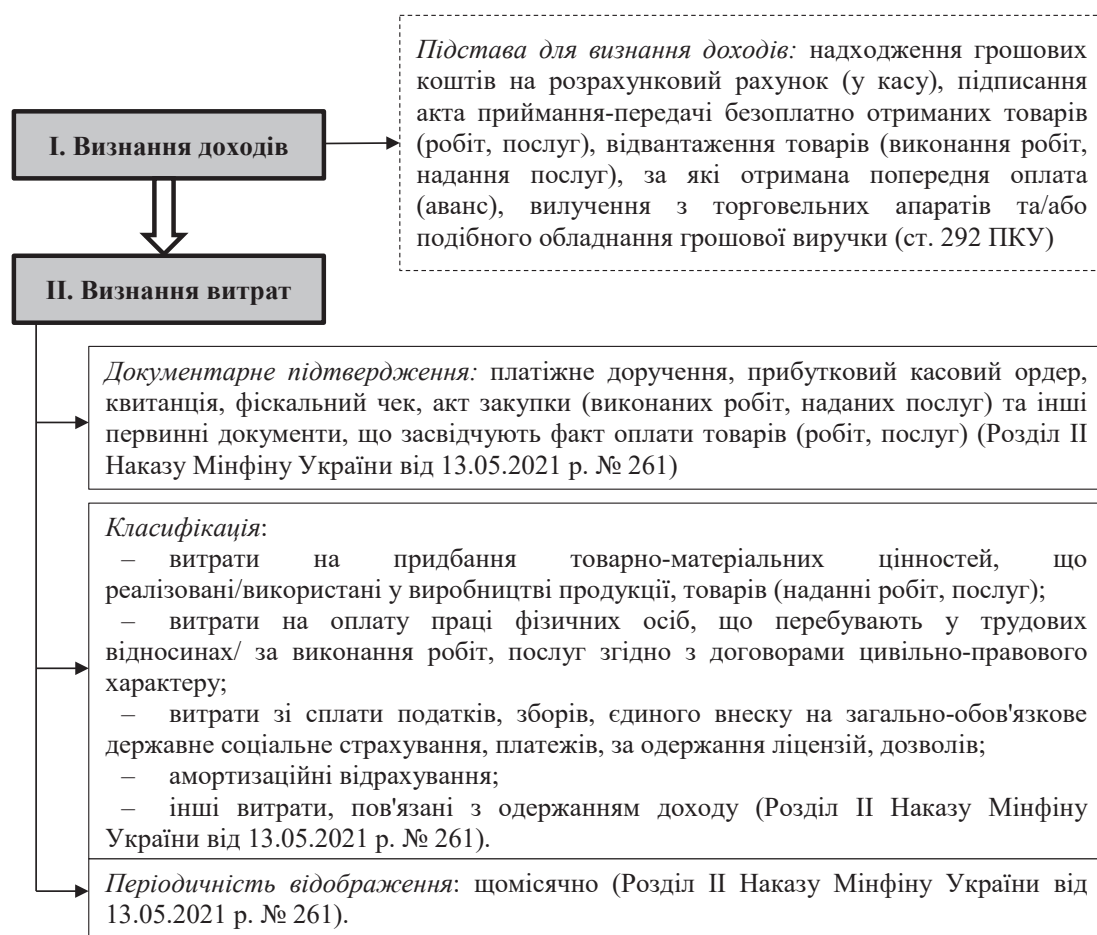 Підстава для визнання доходів: надходження грошових
коштів на розрахунковий рахунок (у касу), підписання
акта приймання-передачі безоплатно отриманих товарів
(робіт, послуг), відвантаження товарів (виконання робіт,
надання послуг), за які отримана попередня оплата
(аванс), вилучення з торговельних апаратів та/або
подібного обладнання грошової виручки (ст. 292 ПКУ)
І. Визнання доходів
ІІ. Визнання витрат
Документарне підтвердження: платіжне доручення, прибутковий касовий ордер,
квитанція, фіскальний чек, акт закупки (виконаних робіт, наданих послуг) та інші
первинні документи, що засвідчують факт оплати товарів (робіт, послуг) (Розділ ІІ
Наказу Мінфіну України від 13.05.2021 р. № 261)
Класифікація:
– витрати на придбання товарно-матеріальних цінностей, що
реалізовані/використані у виробництві продукції, товарів (наданні робіт, послуг);
– витрати на оплату праці фізичних осіб, що перебувають у трудових
відносинах/ за виконання робіт, послуг згідно з договорами цивільно-правового
характеру;
– витрати зі сплати податків, зборів, єдиного внеску на загально-обов'язкове
державне соціальне страхування, платежів, за одержання ліцензій, дозволів;
– амортизаційні відрахування;
– інші витрати, пов'язані з одержанням доходу (Розділ ІІ Наказу Мінфіну
України від 13.05.2021 р. № 261).
Періодичність відображення: щомісячно (Розділ ІІ Наказу Мінфіну України від
13.05.2021 р. № 261).